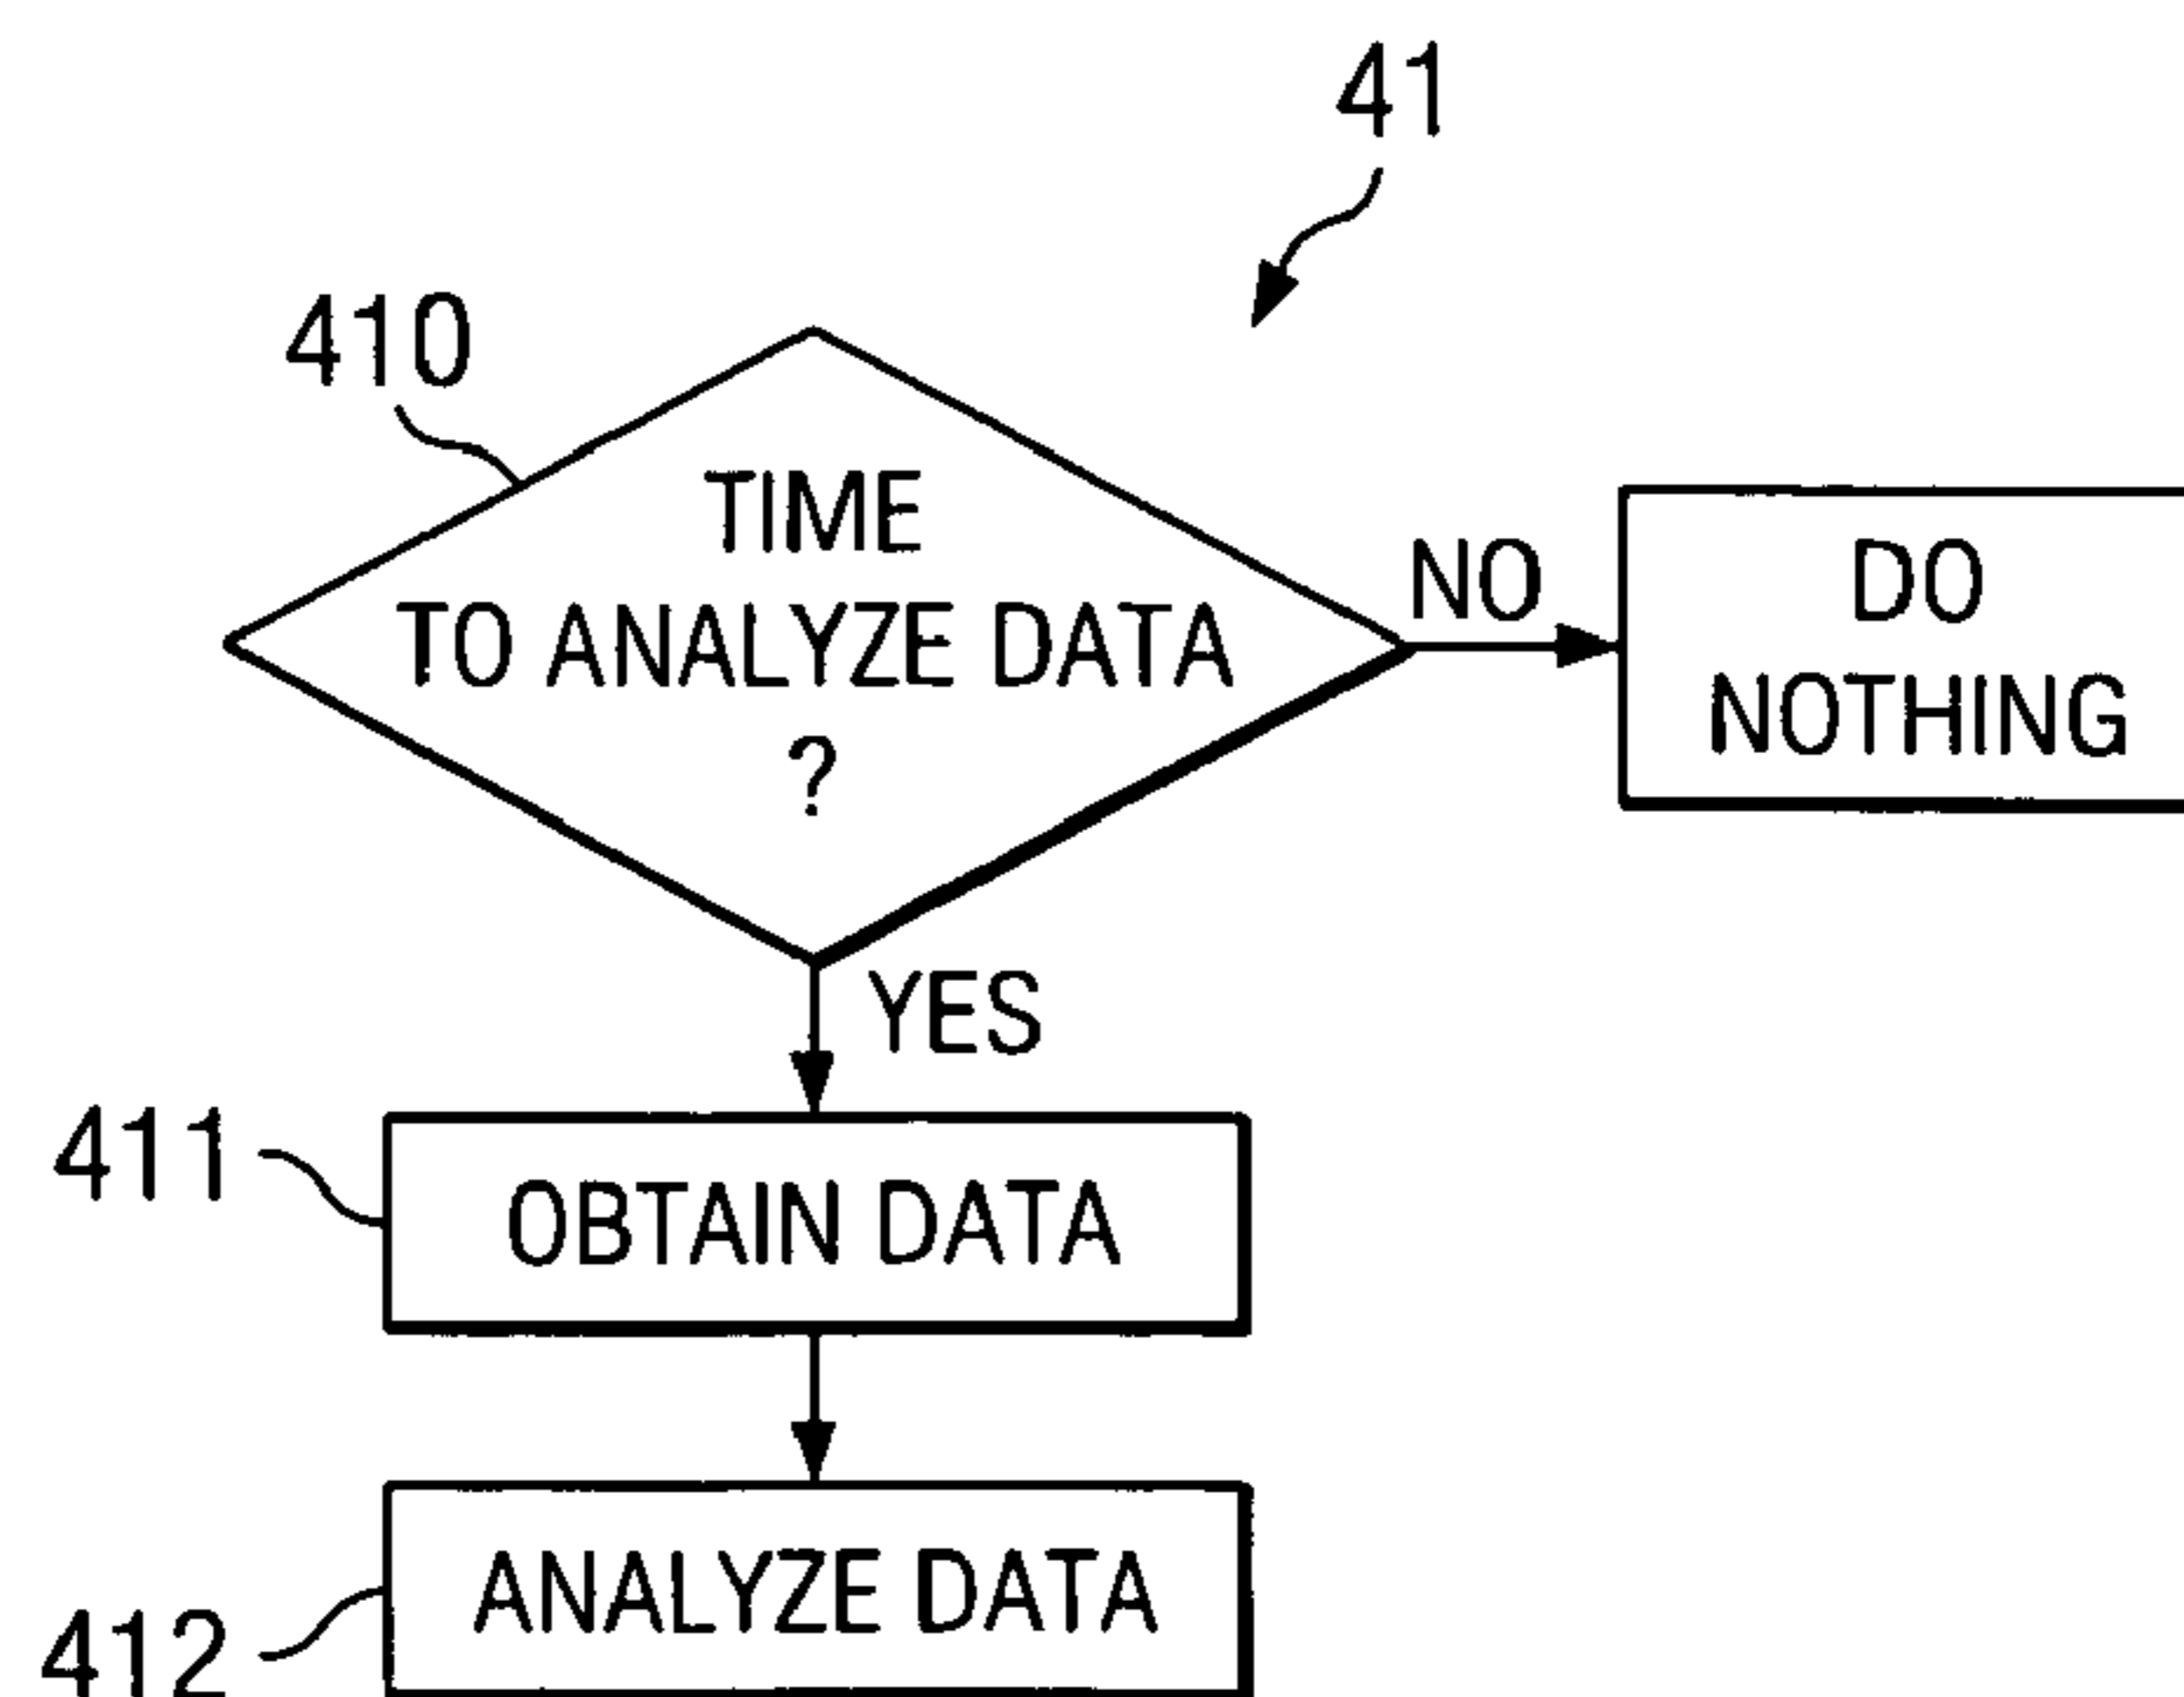 41
410
TIME
TO ANALYZE DATA
?
NO
DO
NOTHING
YES
411
OBTAIN DATA
ANALYZE DATA
412